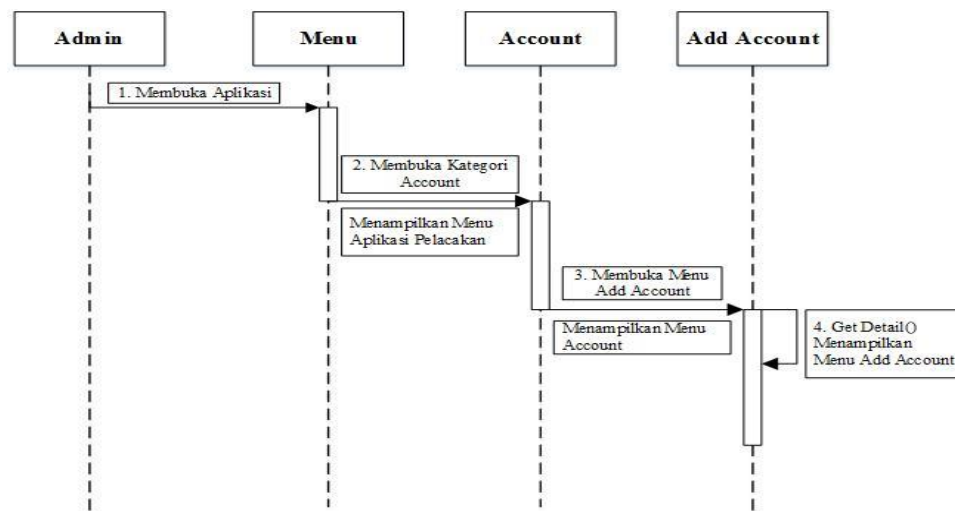 Admin
Menu
Account
Add Account
1. Membuka Aplikasi
2. Membuka Kategori
Account
Menampilkan Menu
Aplikasi Pelacakan
3. Membuka Menu
Add Account
Menampilkan Menu
Account
4. Get Detail()
Menampilkan
Menu Add Account